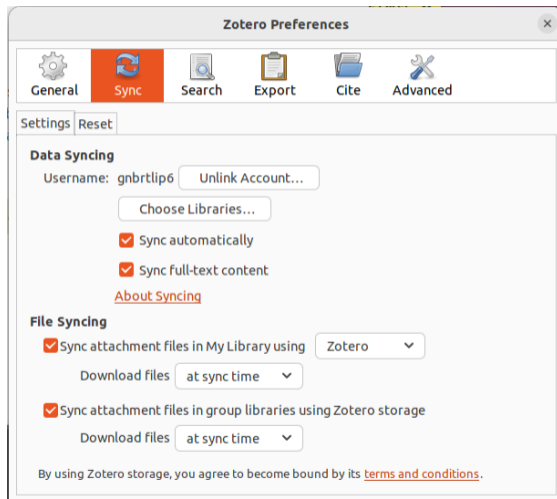 Zotero Preferences
General Sync Search Export Cite Advanced
Settings Reset
Data Syncing
Username: gnbrtlip6 Unlink Account...
Choose Libraries...
Sync automatically
Sync full-text content
About Syncing
File Syncing
Sync attachment files in My Library using Zotero
Download files at sync time
Sync attachment files in group libraries using Zotero storage
Download files at sync time
By using Zotero storage, you agree to become bound by its terms and conditions.